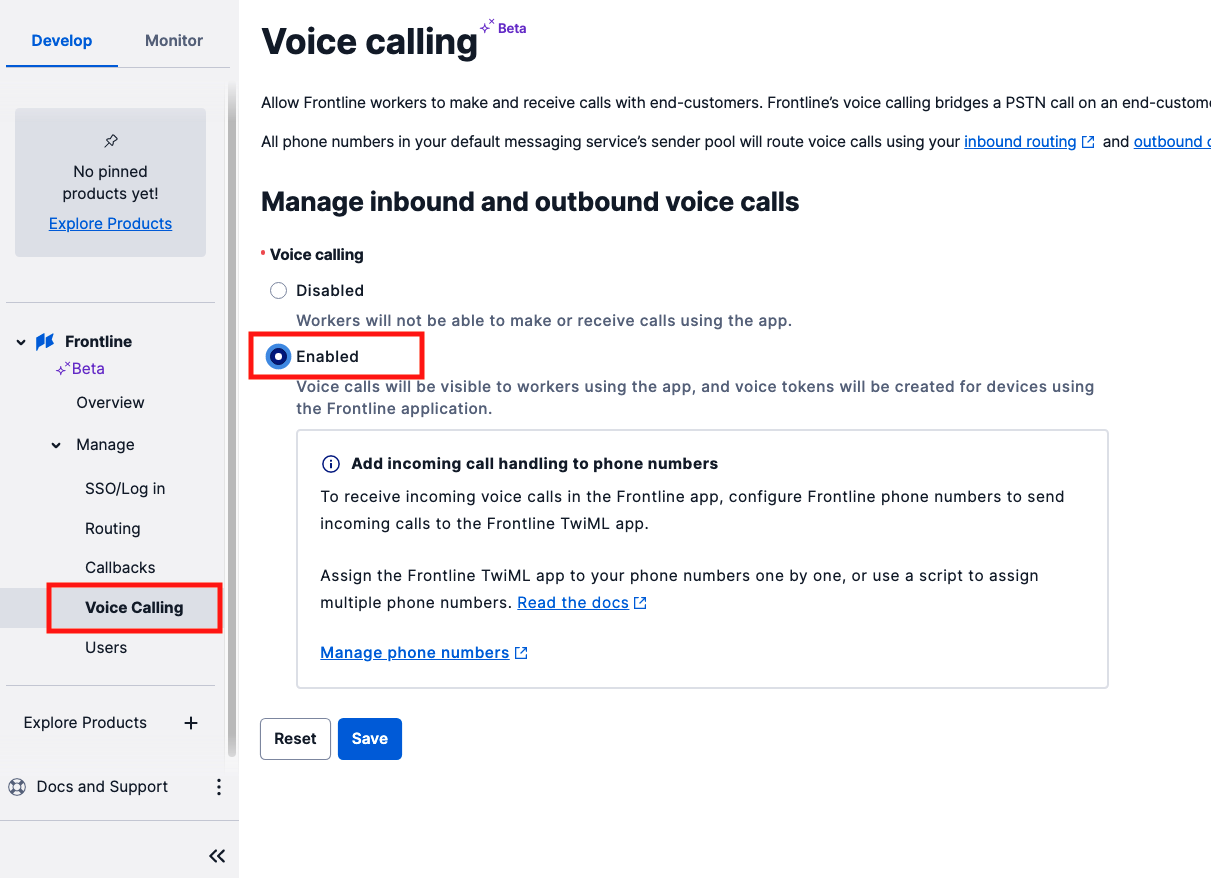 Develop
Monitor
No pinned
products yet!
Explore Products
Frontline
Beta
Overview
Manage
SSO/Log in
Routing
Callbacks
Voice Calling
Users
Explore Products
Docs and Support
Voice calling Beta
Allow Frontline workers to make and receive calls with end-customers. Frontline’s voice calling bridges a PSTN call on an
All phone numbers in your default messaging service’s sender pool will route voice calls using your inbound routing and outbound
Manage inbound and outbound voice calls
* Voice calling
Disabled
Workers will not be able to make or receive calls using the app.
Enabled
Voice calls will be visible to workers using the app, and voice tokens will be created for devices using
the Frontline application.
Add incoming call handling to phone numbers
To receive incoming voice calls in the Frontline app, configure Frontline phone numbers to send
incoming calls to the Frontline TwiML app.
Assign the Frontline TwiML app to your phone numbers one by one, or use a script to assign
multiple phone numbers. Read the docs
Manage phone numbers
Reset
Save